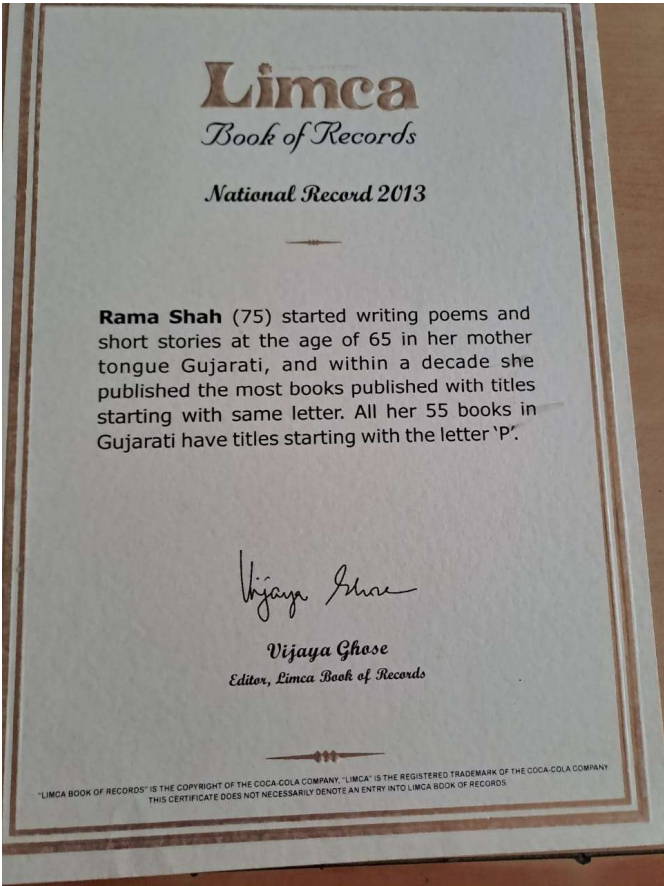 Limca
Book of Records
National Record 2013
Rama Shah (75) started writing poems and
short stories at the age of 65 in her mother
tongue Gujarati, and within a decade she
published the most books published with titles
starting with same letter. All her 55 books in
Gujarati have titles starting with the letter ‘P’.
Vijaya Ghose
Vijaya Ghose
Editor, Limca Book of Records
"LIMCA BOOK OF RECORDS" IS THE COPYRIGHT OF THE COCA-COLA COMPANY. "LIMCA" IS THE REGISTERED TRADEMARK OF THE COCA-COLA COMPANY
THIS CERTIFICATE DOES NOT NECESSARILY DENOTE AN ENTRY INTO LIMCA BOOK OF RECORDS.